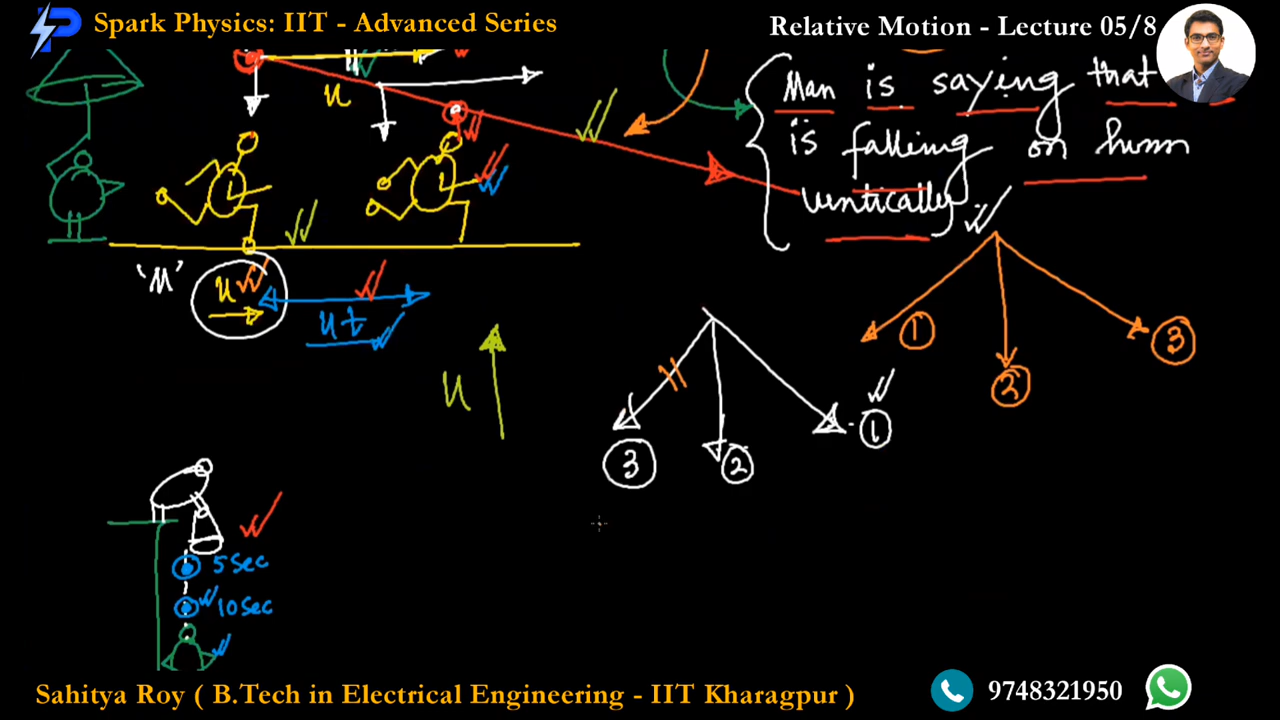 Spark Physics: IIT - Advanced Series
Relative Motion - Lecture 05/8
Man is saying that
is falling on him
vertically
u
'M'
u
ut
u
1
2
3
3
2
1
5 sec
10 sec
Sahitya Roy ( B.Tech in Electrical Engineering - IIT Kharagpur )
9748321950